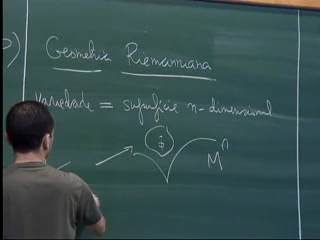 Geometria Riemanniana
Variedade = superfície n-dimensional
M^n